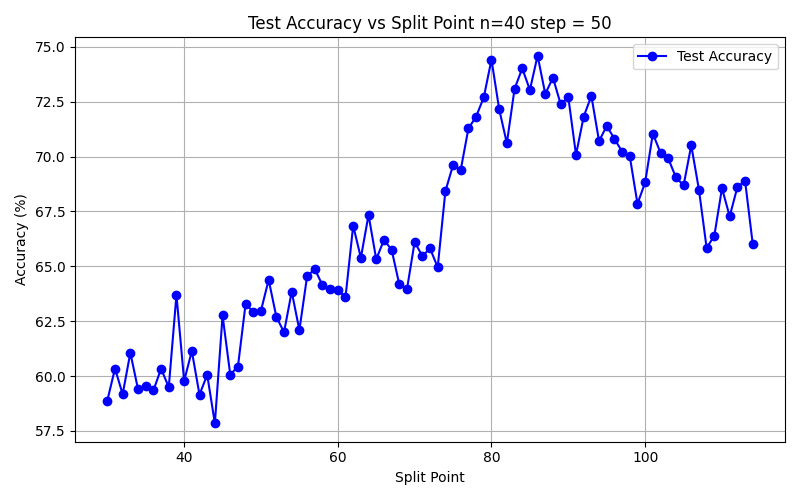 Test Accuracy vs Split Point n=40 step = 50
Test Accuracy
75.0
72.5
70.0
67.5
65.0
62.5
60.0
57.5
Accuracy (%)
40 60 80 100
Split Point